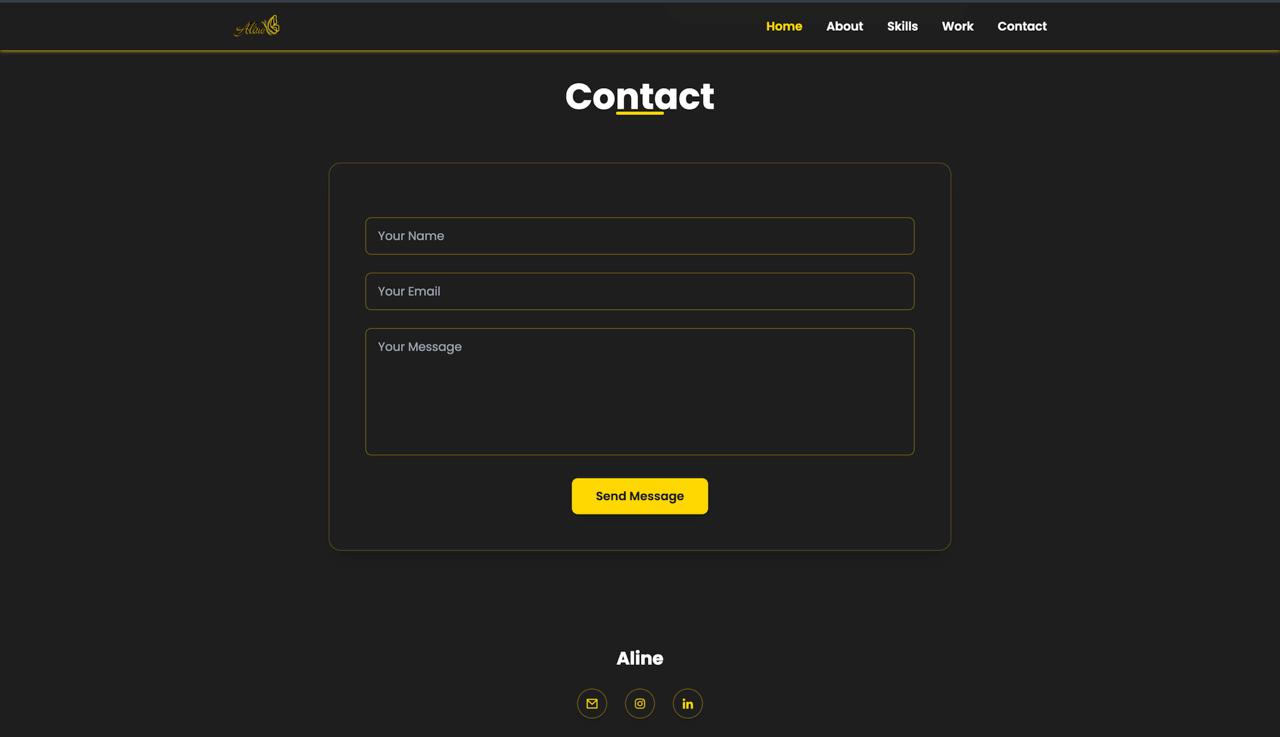 Aline
Home About Skills Work Contact
Contact
Your Name
Your Email
Your Message
Send Message
Aline
in